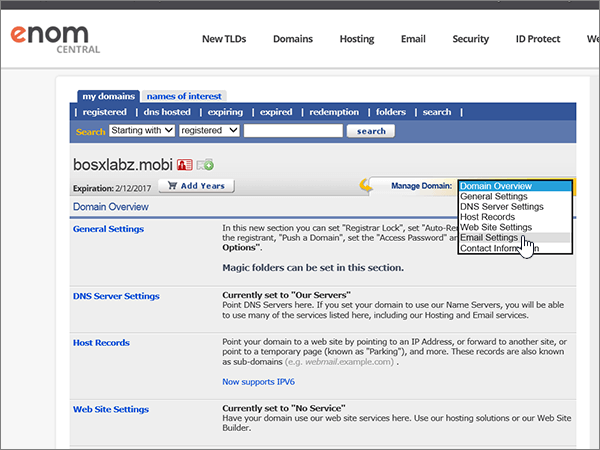 enom
CENTRAL
New TLDs Domains Hosting Email Security ID Protect
my domains names of interest
| registered | dns hosted | expiring | expired | redemption | folders | search |
Search Starting with registered search
bosxlabz.mobi
Expiration: 2/12/2017 Add Years Manage Domain: Domain Overview
General Settings
DNS Server Settings
Host Records
Web Site Settings
Email Settings
Contact Information
Domain Overview
General Settings In this new section you can set "Registrar Lock", set "Auto-Re
the registrant, "Push a Domain", set the "Access Password" an
Options".
Magic folders can be set in this section.
DNS Server Settings Currently set to "Our Servers"
Point DNS Servers here. If you set your domain to use our Name Servers, you will be
able to use many of the services listed here, including our Hosting and Email services.
Host Records Point your domain to a web site by pointing to an IP Address, or forward to another site, or
point to a temporary page (known as "Parking"), and more. These records are also known
as sub-domains (e.g. webmail.example.com) .
Now supports IPV6
Web Site Settings Currently set to "No Service"
Have your domain use our web site services here. Use our hosting solutions or our Web Site
Builder.